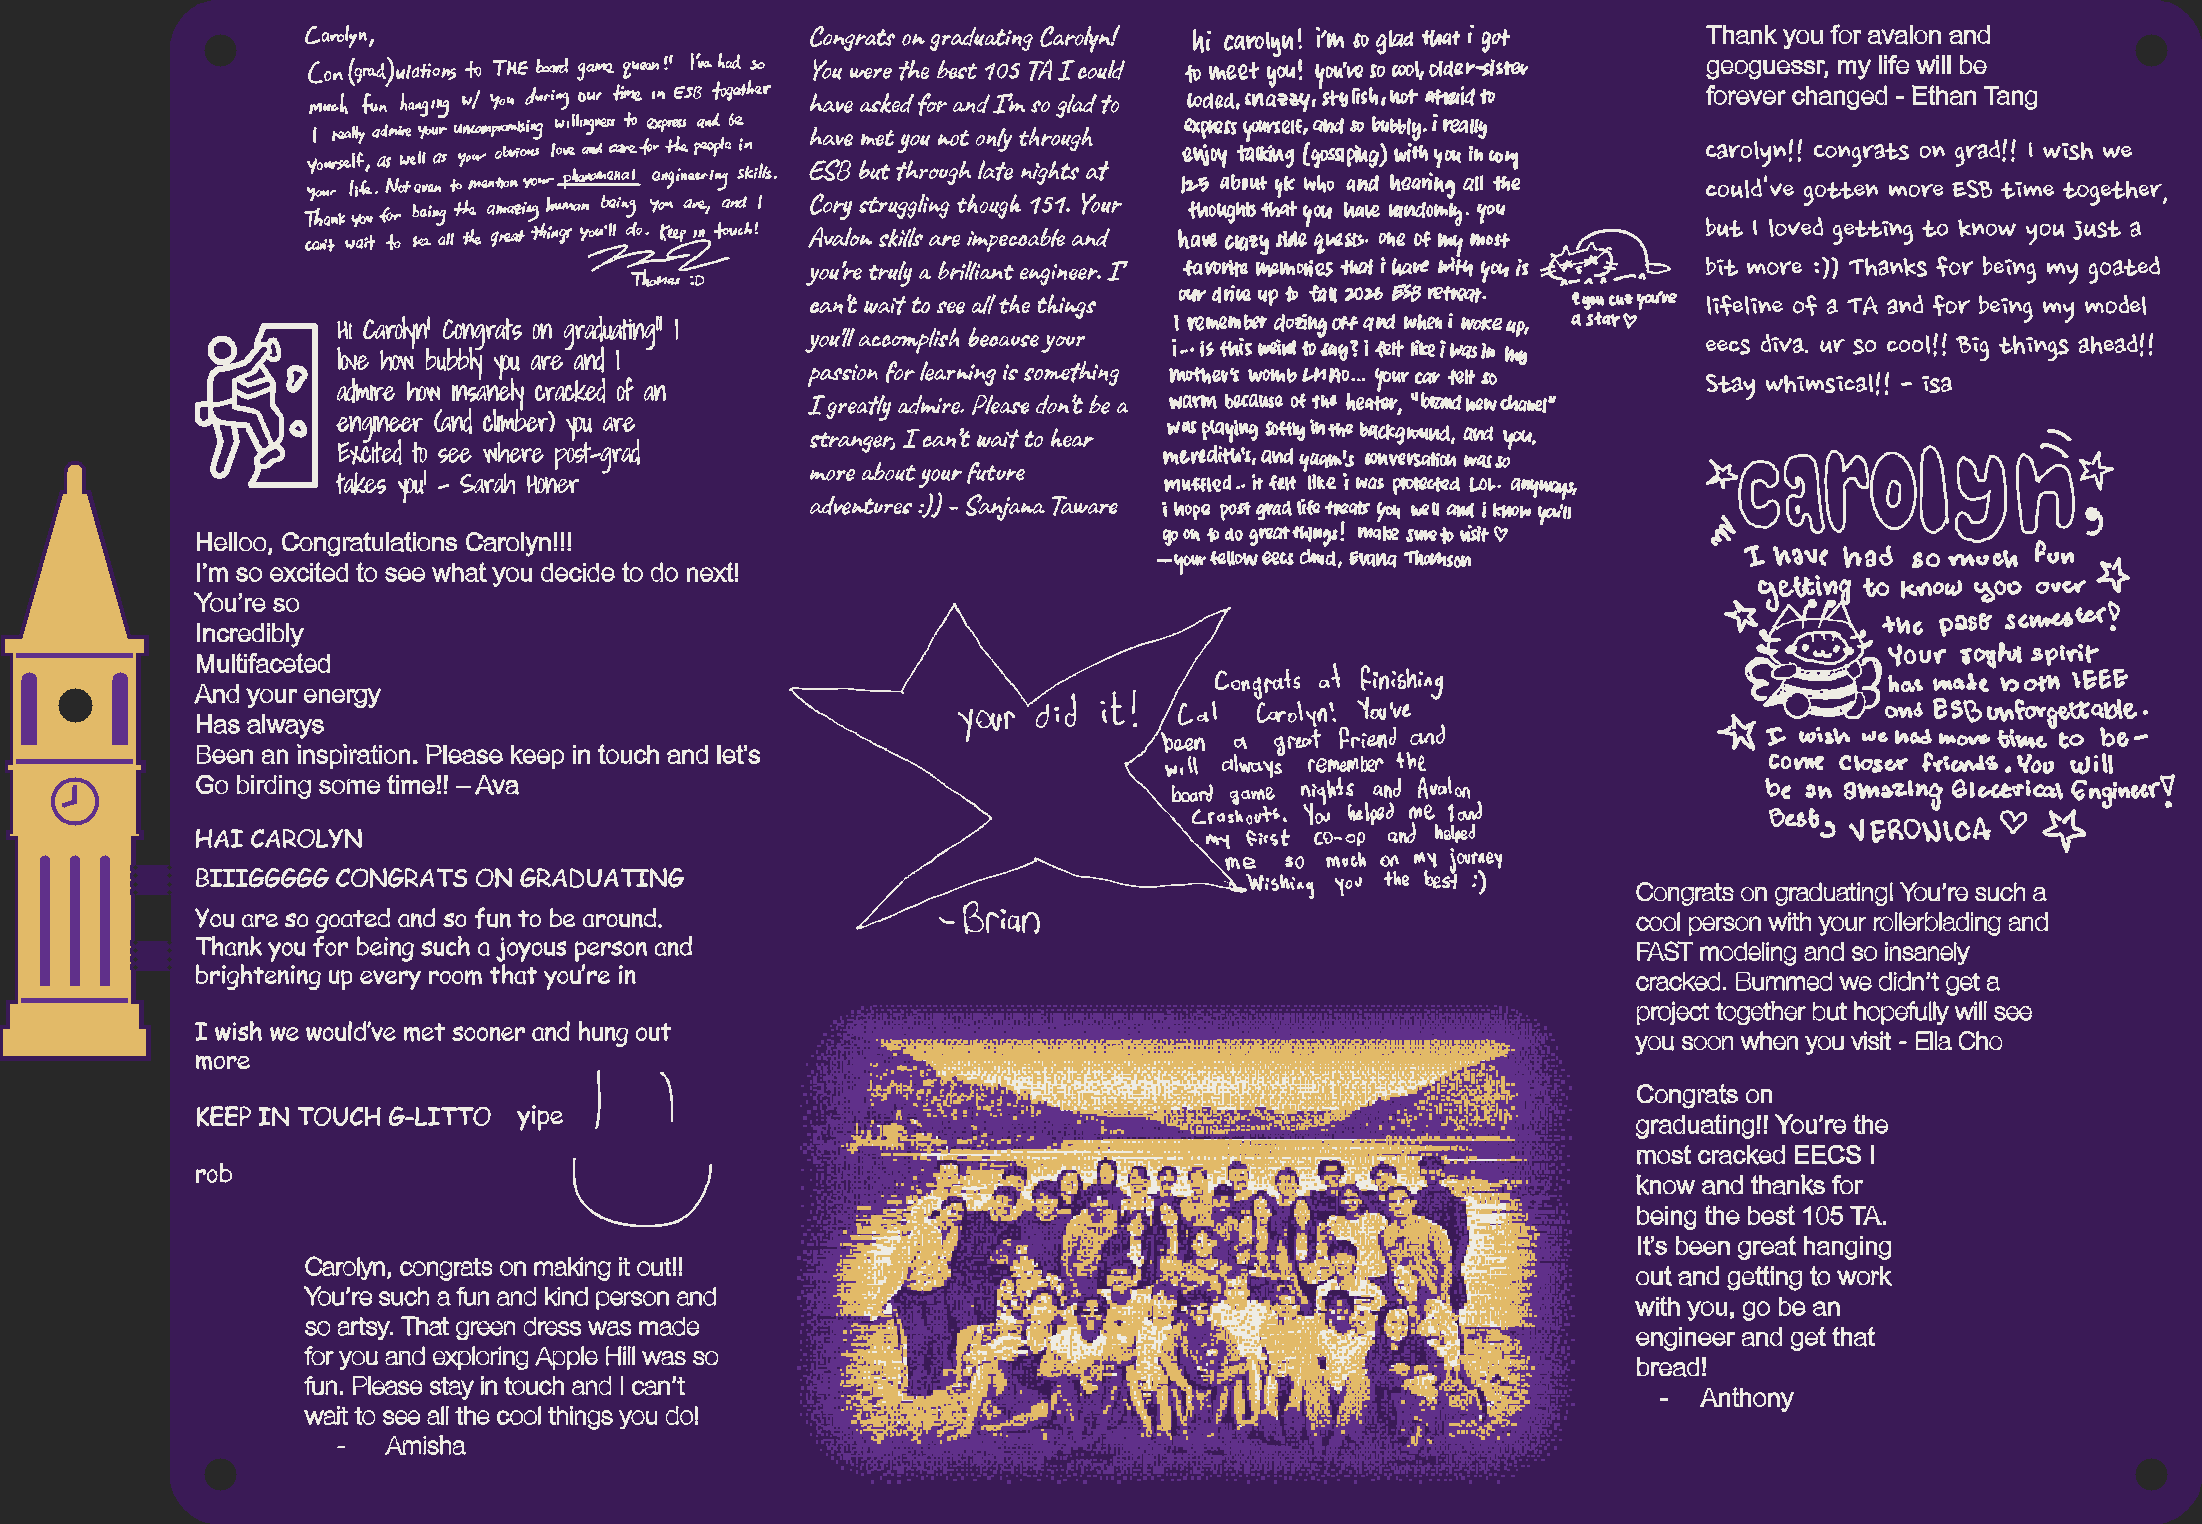 Carolyn,
Con(grad)ulations to THE board game quean!! I've had so
much fun hanging w/ you during our time in ESB together
I really admire your uncompromising willingness to express and be
yourself, as well as your obvious love and care for the people in
your life. Not even to mention your phenomenal engineering skills.
Thank you for being the amazing human being you are, and I
can't wait to see all the great things you'll do. Keep in touch!
Thomas :D
Hi Carolyn! Congrats on graduating!! I
love how bubbly you are and I
admire how insanely cracked of an
engineer (and climber) you are
Excited to see where post-grad
takes you! - Sarah Honer
Helloo, Congratulations Carolyn!!!
I'm so excited to see what you decide to do next!
You're so
Incredibly
Multifaceted
And your energy
Has always
Been an inspiration. Please keep in touch and let's
Go birding some time!! – Ava
HAI CAROLYN
BIIIGGGGG CONGRATS ON GRADUATING
You are so goated and so fun to be around.
Thank you for being such a joyous person and
brightening up every room that you're in
I wish we would've met sooner and hung out
more
KEEP IN TOUCH G-LITTO yipe
rob
Carolyn, congrats on making it out!!
You're such a fun and kind person and
so artsy. That green dress was made
for you and exploring Apple Hill was so
fun. Please stay in touch and I can't
wait to see all the cool things you do!
- Amisha
Congrats on graduating Carolyn!
You were the best 105 TA I could
have asked for and I'm so glad to
have met you not only through
ESB but through late nights at
Cory struggling though 151. Your
Avalon skills are impeccable and
you're truly a brilliant engineer. I
can't wait to see all the things
you'll accomplish because your
passion for learning is something
I greatly admire. Please don't be a
stranger, I can't wait to hear
more about your future
adventures :)) - Sanjana Taware
hi carolyn! i'm so glad that i got
to meet you! you're so cool, older-sister
coded, snazzy, stylish, not afraid to
express yourself, and so bubbly. i really
enjoy talking (gossiping) with you in cory
125 about yk who and hearing all the
thoughts that you have randomly. you
have crazy side quests. one of my most
favorite memories that i have with you is
our drive up to fall 2025 ESB retreat.
I remember dozing off and when i woke up,
i... is this weird to say? i felt like i was in my
mother's womb LMAO... your car felt so
warm because of the heater, "brand new chanel"
was playing softly in the background, and you,
meredith's, and yuam's conversation was so
muffled.. it felt like i was protected LOL. anyways,
i hope post grad life treats you well and i know you'll
go on to do great things! make sure to visit ♡
—your fellow eecs child, Evana Thomson
you cut you're
a star ♡
your did it!
- Brian
Congrats at finishing
Cal Carolyn! You've
been a great friend and
will always remember the
board game nights and Avalon
Crashouts. You helped me land
my first co-op and helped
me so much on my journey
Wishing you the best :)
Thank you for avalon and
geoguessr, my life will be
forever changed - Ethan Tang
carolyn!! congrats on grad!! I wish we
could've gotten more ESB time together,
but I loved getting to know you just a
bit more :)) Thanks for being my goated
lifeline of a TA and for being my model
eecs diva. ur so cool!! Big things ahead!!
Stay whimsical!! - isa
carolyn,
I have had so much fun
getting to know you over
the past semester!
Your joyful spirit
has made both IEEE
and ESB unforgettable.
I wish we had more time to be-
come closer friends. You will
be an amazing Electrical Engineer!
Best, VERONICA ♡
Congrats on graduating! You're such a
cool person with your rollerblading and
FAST modeling and so insanely
cracked. Bummed we didn't get a
project together but hopefully will see
you soon when you visit - Ella Cho
Congrats on
graduating!! You're the
most cracked EECS I
know and thanks for
being the best 105 TA.
It's been great hanging
out and getting to work
with you, go be an
engineer and get that
bread!
- Anthony